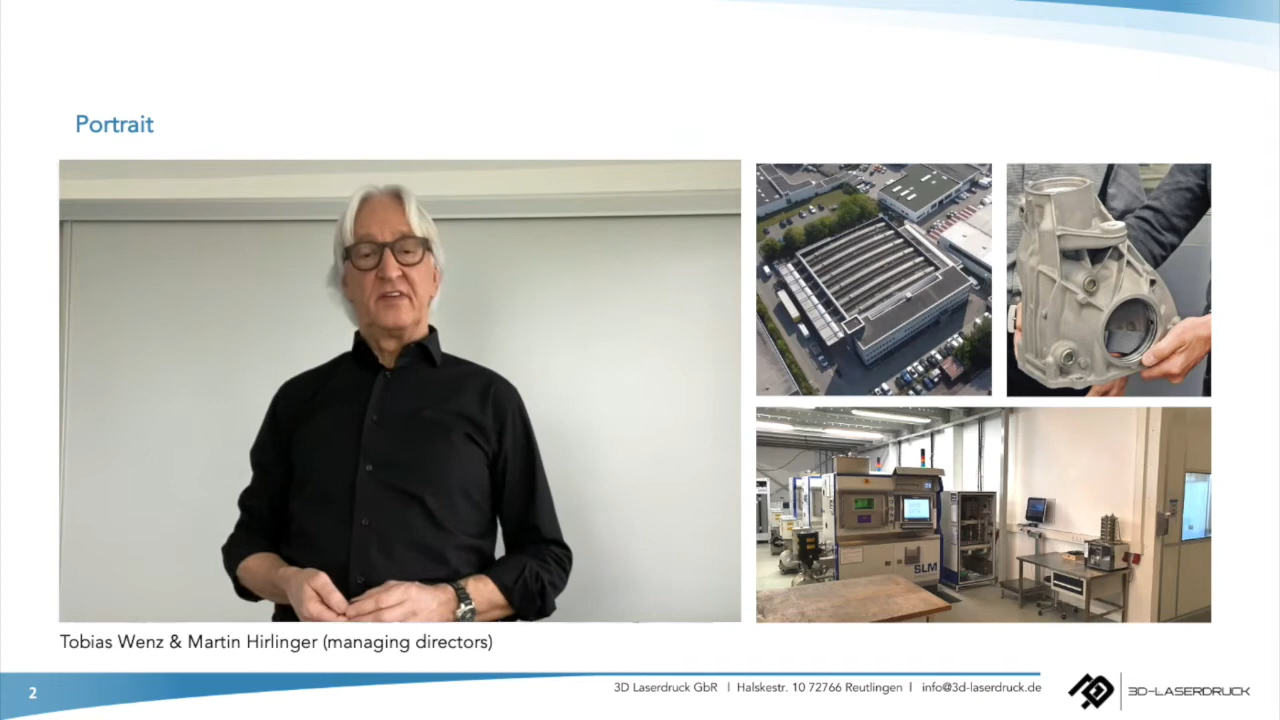 Portrait
SLM
Tobias Wenz & Martin Hirlinger (managing directors)
2
3D Laserdruck GbR | Halskestr. 10 72766 Reutlingen | info@3d-laserdruck.de
3D-LASERDRUCK